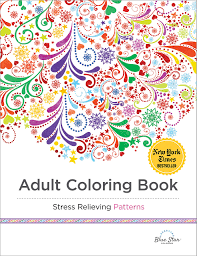 New York
Times
BESTSELLER
Adult Coloring Book
Stress Relieving Patterns
Blue Star